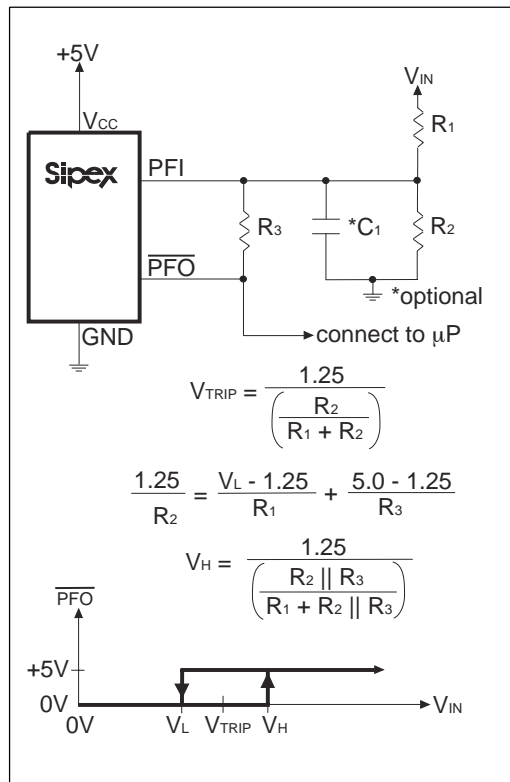 +5V
VIN
VCC
R1
Sipex
PFI
R3
*C1
R2
PFO
*optional
GND
connect to µP
VTRIP = 1.25 / (R2 / (R1 + R2))
1.25 / R2 = (VL - 1.25) / R1 + (5.0 - 1.25) / R3
VH = 1.25 / (R2 || R3 / (R1 + R2 || R3))
PFO
+5V
0V
0V VL VTRIP VH VIN